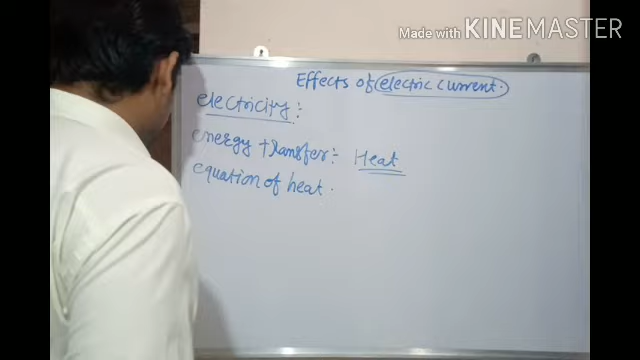 Made with KINEMASTER
Effects of electric current.
electricity:
energy transfer:- Heat
equation of heat.